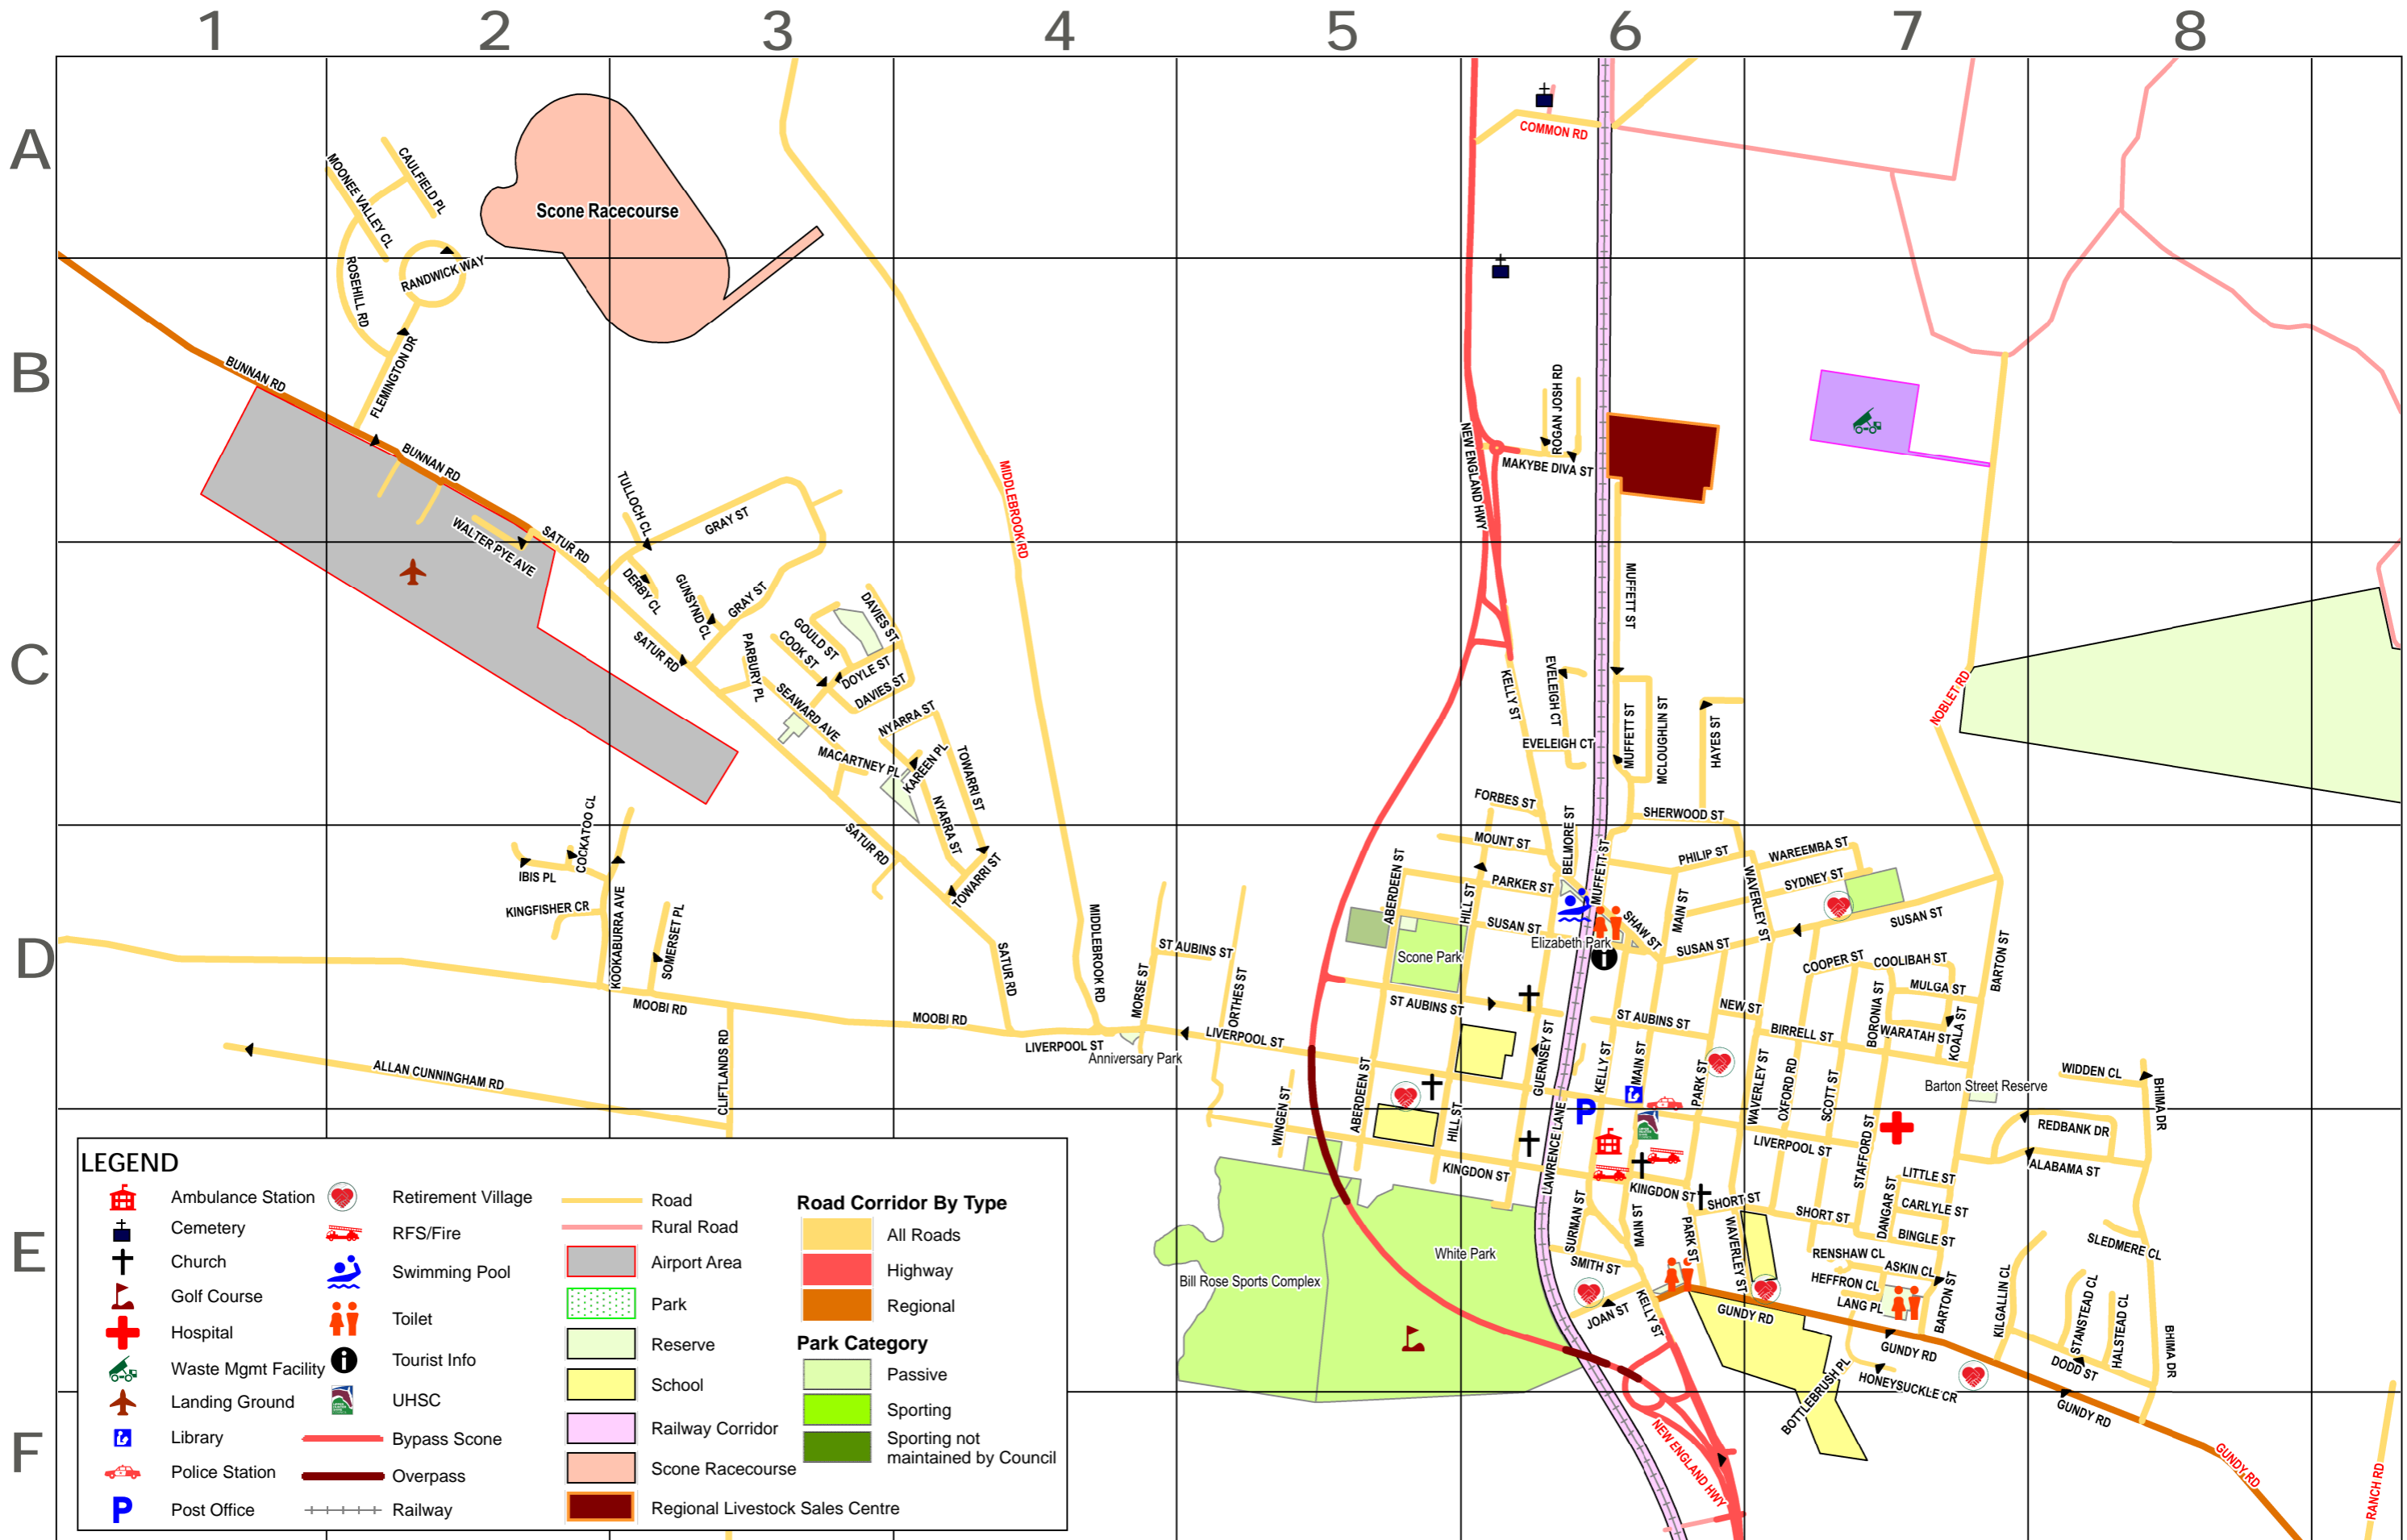 1 2 3 4 5 6 7 8
A
COMMON RD
CAULFIELD PL
MOONEE VALLEY CL
Scone Racecourse
RANDWICK WAY
ROSEHILL RD
B
BUNNAN RD
FLEMINGTON DR
BUNNAN RD
ROGAN JOSH RD
NEW ENGLAND HWY
MAKYBE DIVA ST
MIDDLEBROOK RD
TULLOCH CL
GRAY ST
WALTER PYE AVE
SATUR RD
C
DERBY CL
GUNSYND CL
GRAY ST
SATUR RD
PARBURY PL
GOULD ST
COOK ST
DAVIES ST
DOYLE ST
DAVIES ST
SEAWARD AVE
MACARTNEY PL
NYARRA ST
KAREEN PL
TOWARRI ST
NYARRA ST
MUFFETT ST
KELLY ST
EVELEIGH CT
EVELEIGH CT
MUFFETT ST
MCLOUGHLIN ST
HAYES ST
NOBLET RD
FORBES ST
SHERWOOD ST
D
COCKATOO CL
IBIS PL
KINGFISHER CR
KOOKABURRA AVE
SOMERSET PL
SATUR RD
TOWARRI ST
SATUR RD
MIDDLEBROOK RD
MORSE ST
ST AUBINS ST
ORTHES ST
MOOBI RD
MOOBI RD
LIVERPOOL ST
Anniversary Park
LIVERPOOL ST
ALLAN CUNNINGHAM RD
CLIFTLANDS RD
MOUNT ST
BELMORE ST
MUFFETT ST
PHILIP ST
WAREEMBA ST
SYDNEY ST
ABERDEEN ST
PARKER ST
HILL ST
SUSAN ST
Elizabeth Park
SHAW ST
MAIN ST
WAVERLEY ST
SUSAN ST
SUSAN ST
Scone Park
COOPER ST
COOLIBAH ST
MULGA ST
BARTON ST
ST AUBINS ST
ST AUBINS ST
NEW ST
BIRRELL ST
BORONIA ST
WARATAH ST
KOALA ST
GUERNSEY ST
KELLY ST
MAIN ST
PARK ST
WAVERLEY ST
OXFORD RD
SCOTT ST
Barton Street Reserve
WIDDEN CL
BHIMA DR
WINGEN ST
ABERDEEN ST
HILL ST
E
LAWRENCE LANE
LIVERPOOL ST
STAFFORD ST
REDBANK DR
ALABAMA ST
KINGDON ST
KINGDON ST
SHORT ST
SHORT ST
LITTLE ST
CARLYLE ST
DANGAR ST
BINGLE ST
SURMAN ST
MAIN ST
PARK ST
WAVERLEY ST
White Park
Bill Rose Sports Complex
SMITH ST
RENSHAW CL
ASKIN CL
HEFFRON CL
LANG PL
BARTON ST
SLEDMERE CL
KILGALLIN CL
STANSTEAD CL
HALSTEAD CL
BHIMA DR
JOAN ST
KELLY ST
GUNDY RD
GUNDY RD
DODD ST
HONEYSUCKLE CR
BOTTLEBRUSH PL
F
GUNDY RD
GUNDY RD
NEW ENGLAND HWY
RANCH RD
LEGEND
Ambulance Station
Cemetery
Church
Golf Course
Hospital
Waste Mgmt Facility
Landing Ground
Library
Police Station
P Post Office
Retirement Village
RFS/Fire
Swimming Pool
Toilet
Tourist Info
UHSC
Bypass Scone
Overpass
Railway
Road
Rural Road
Airport Area
Park
Reserve
School
Railway Corridor
Scone Racecourse
Regional Livestock Sales Centre
Road Corridor By Type
All Roads
Highway
Regional
Park Category
Passive
Sporting
Sporting not
maintained by Council
P